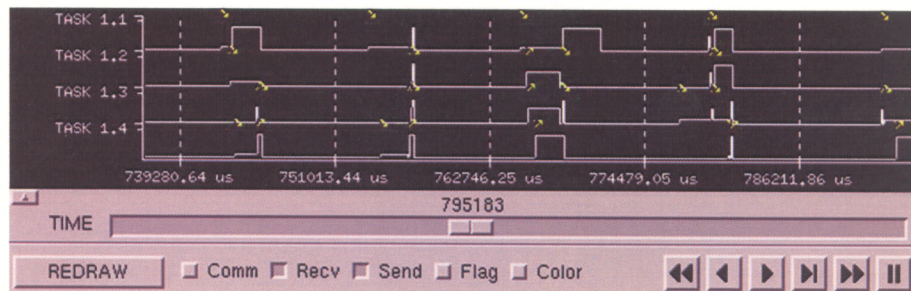 TASK 1.1
TASK 1.2
TASK 1.3
TASK 1.4
739280.64 us 751013.44 us 762746.25 us 774479.05 us 786211.86 us
795183
TIME
REDRAW Comm Recv Send Flag Color